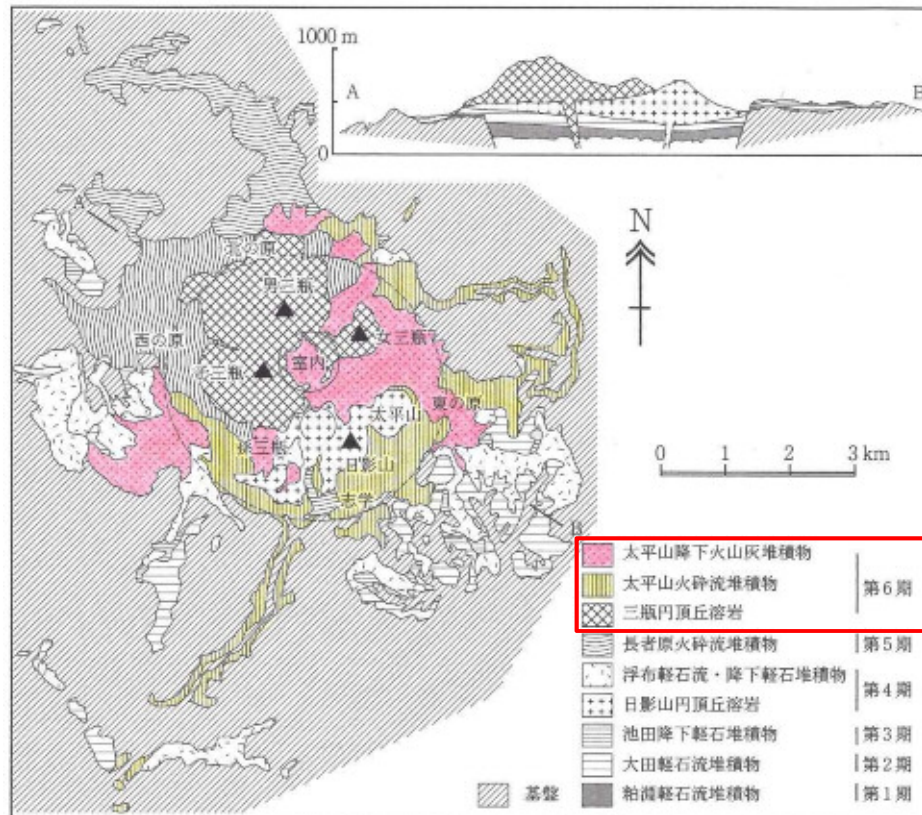 1000 m
A
B
0
N
北の原
男三瓶
女三瓶
西の原
子三瓶
室内
太平山
東の原
孫三瓶
日影山
志学
A
B
0 1 2 3 km
太平山降下火山灰堆積物
太平山火砕流堆積物
第6期
三瓶円頂丘溶岩
長者原火砕流堆積物 第5期
浮布軽石流・降下軽石堆積物
第4期
日影山円頂丘溶岩
池田降下軽石堆積物 第3期
大田軽石流堆積物 第2期
基盤 粕淵軽石流堆積物 第1期